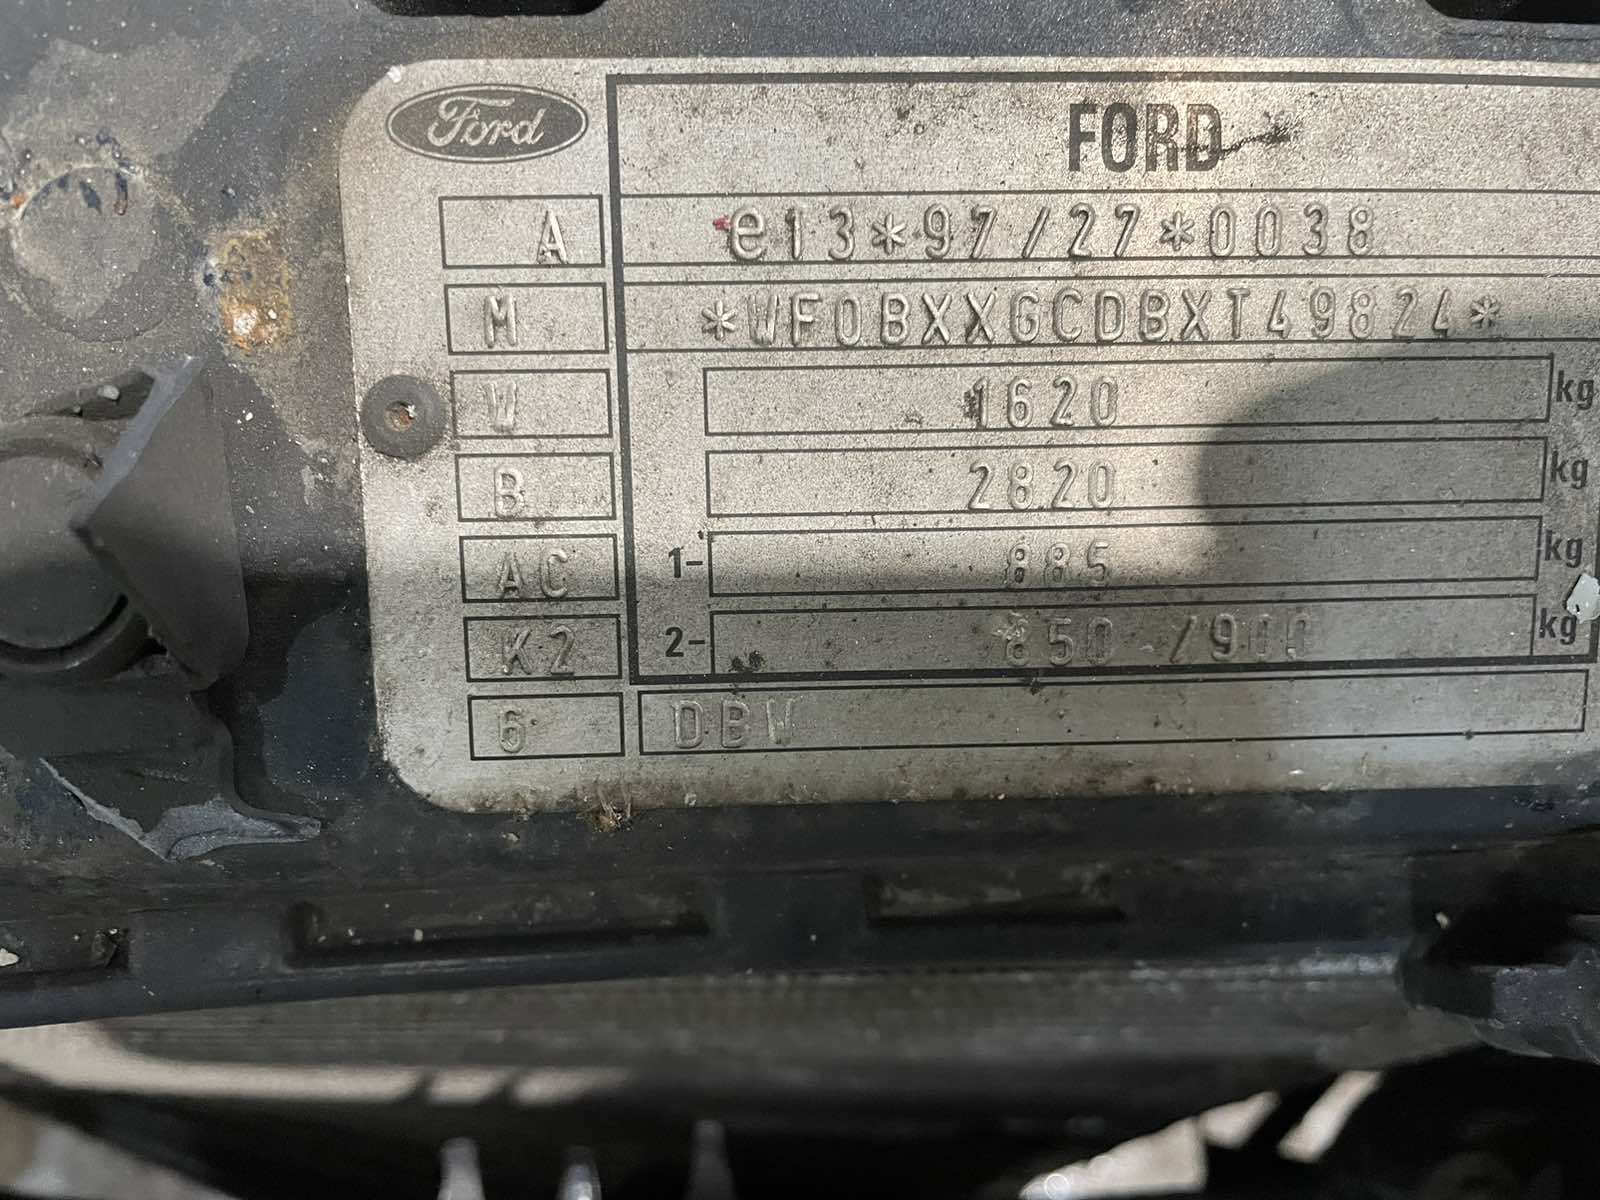 Ford FORD
A e13*97/27*0038
M *WF0BXXGCDBXT49824*
W 1620 kg
B 2820 kg
AC 1- 885 kg
K2 2- 850 /900 kg
6 DBW